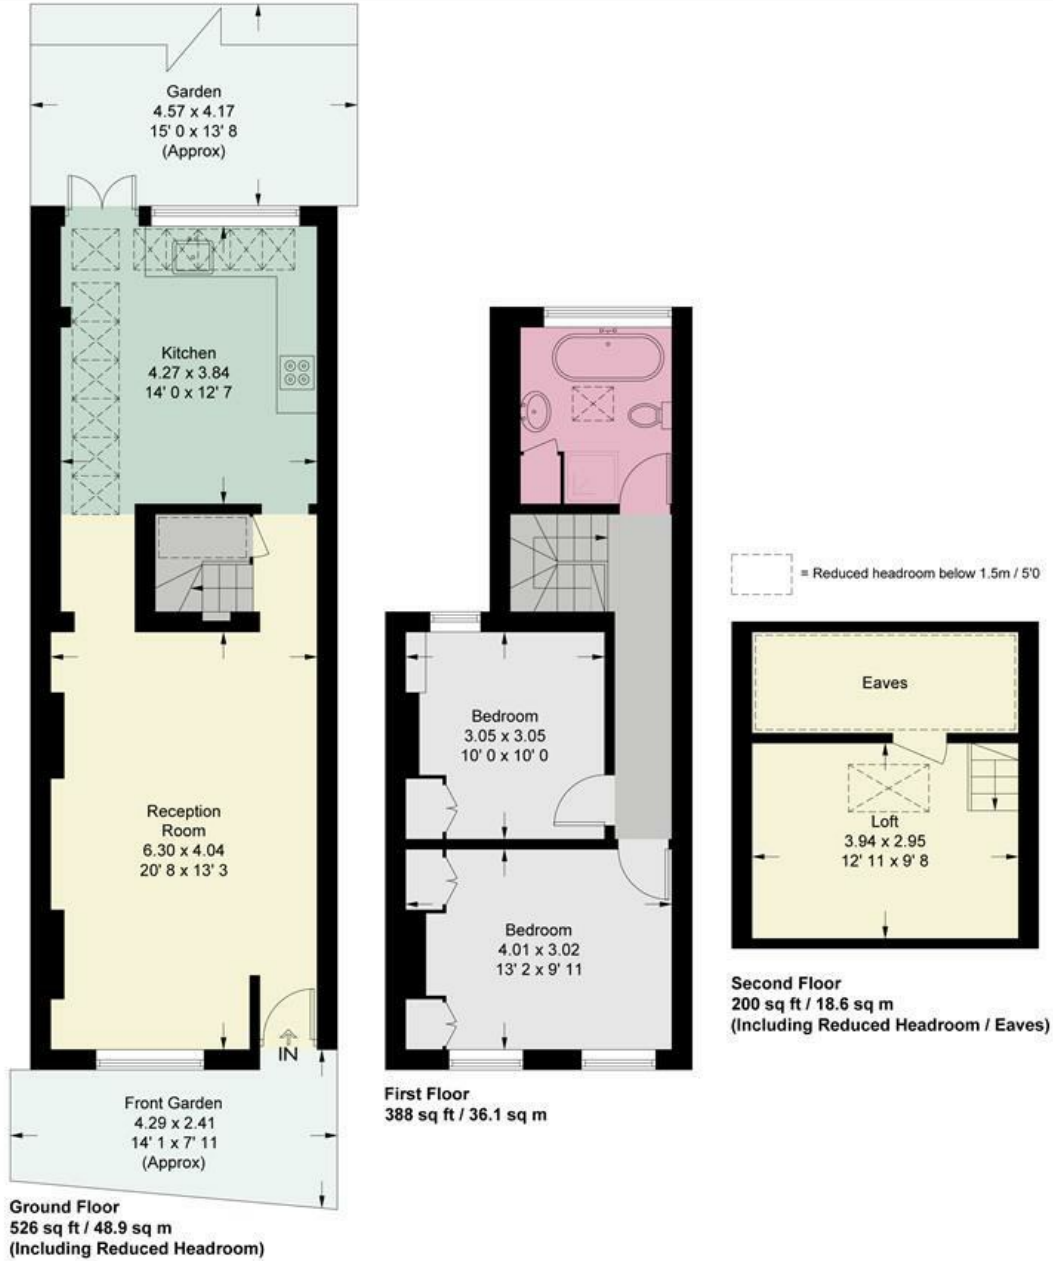 Garden
4.57 x 4.17
15' 0 x 13' 8
(Approx)
Kitchen
4.27 x 3.84
14' 0 x 12' 7
Reception
Room
6.30 x 4.04
20' 8 x 13' 3
IN
Front Garden
4.29 x 2.41
14' 1 x 7' 11
(Approx)
Ground Floor
526 sq ft / 48.9 sq m
(Including Reduced Headroom)
Bedroom
3.05 x 3.05
10' 0 x 10' 0
Bedroom
4.01 x 3.02
13' 2 x 9' 11
First Floor
388 sq ft / 36.1 sq m
= Reduced headroom below 1.5m / 5'0
Eaves
Loft
3.94 x 2.95
12' 11 x 9' 8
Second Floor
200 sq ft / 18.6 sq m
(Including Reduced Headroom / Eaves)